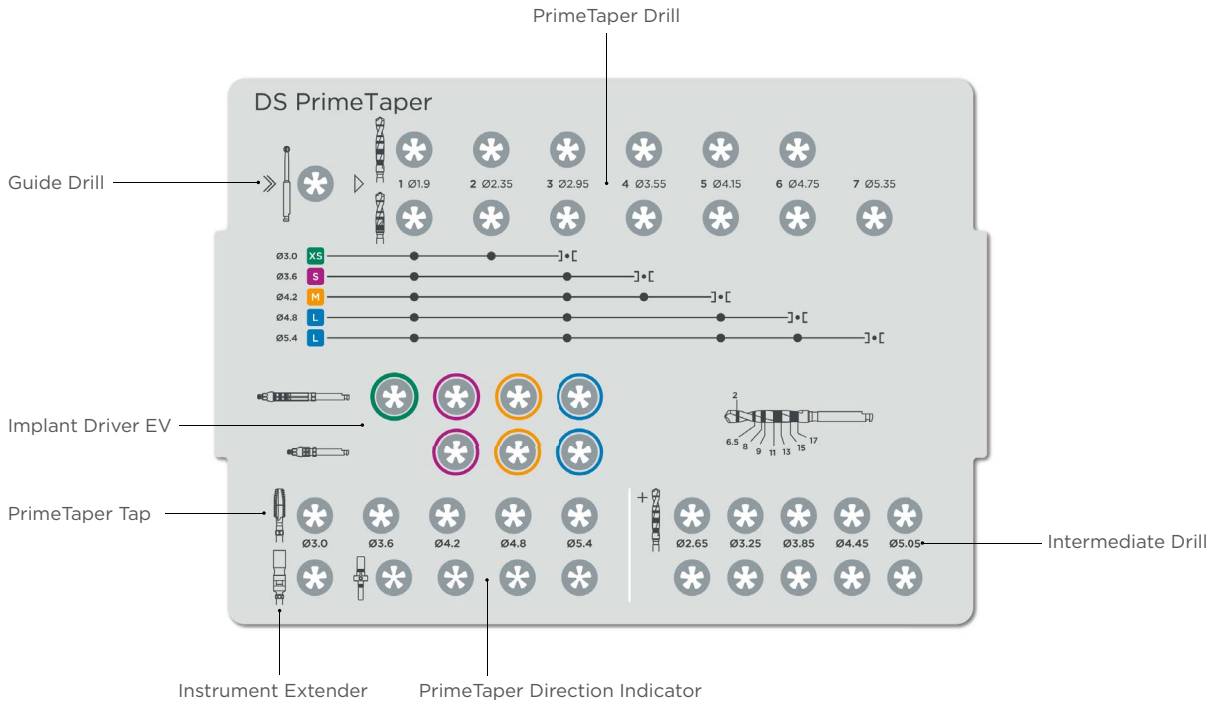 PrimeTaper Drill
DS PrimeTaper
Guide Drill
1 Ø1.9 2 Ø2.35 3 Ø2.95 4 Ø3.55 5 Ø4.15 6 Ø4.75 7 Ø5.35
Ø3.0 XS
Ø3.6 S
Ø4.2 M
Ø4.8 L
Ø5.4 L
Implant Driver EV
2
6.5 8 9 11 13 15 17
PrimeTaper Tap
Ø3.0 Ø3.6 Ø4.2 Ø4.8 Ø5.4
+
Ø2.65 Ø3.25 Ø3.85 Ø4.45 Ø5.05
Intermediate Drill
Instrument Extender
PrimeTaper Direction Indicator